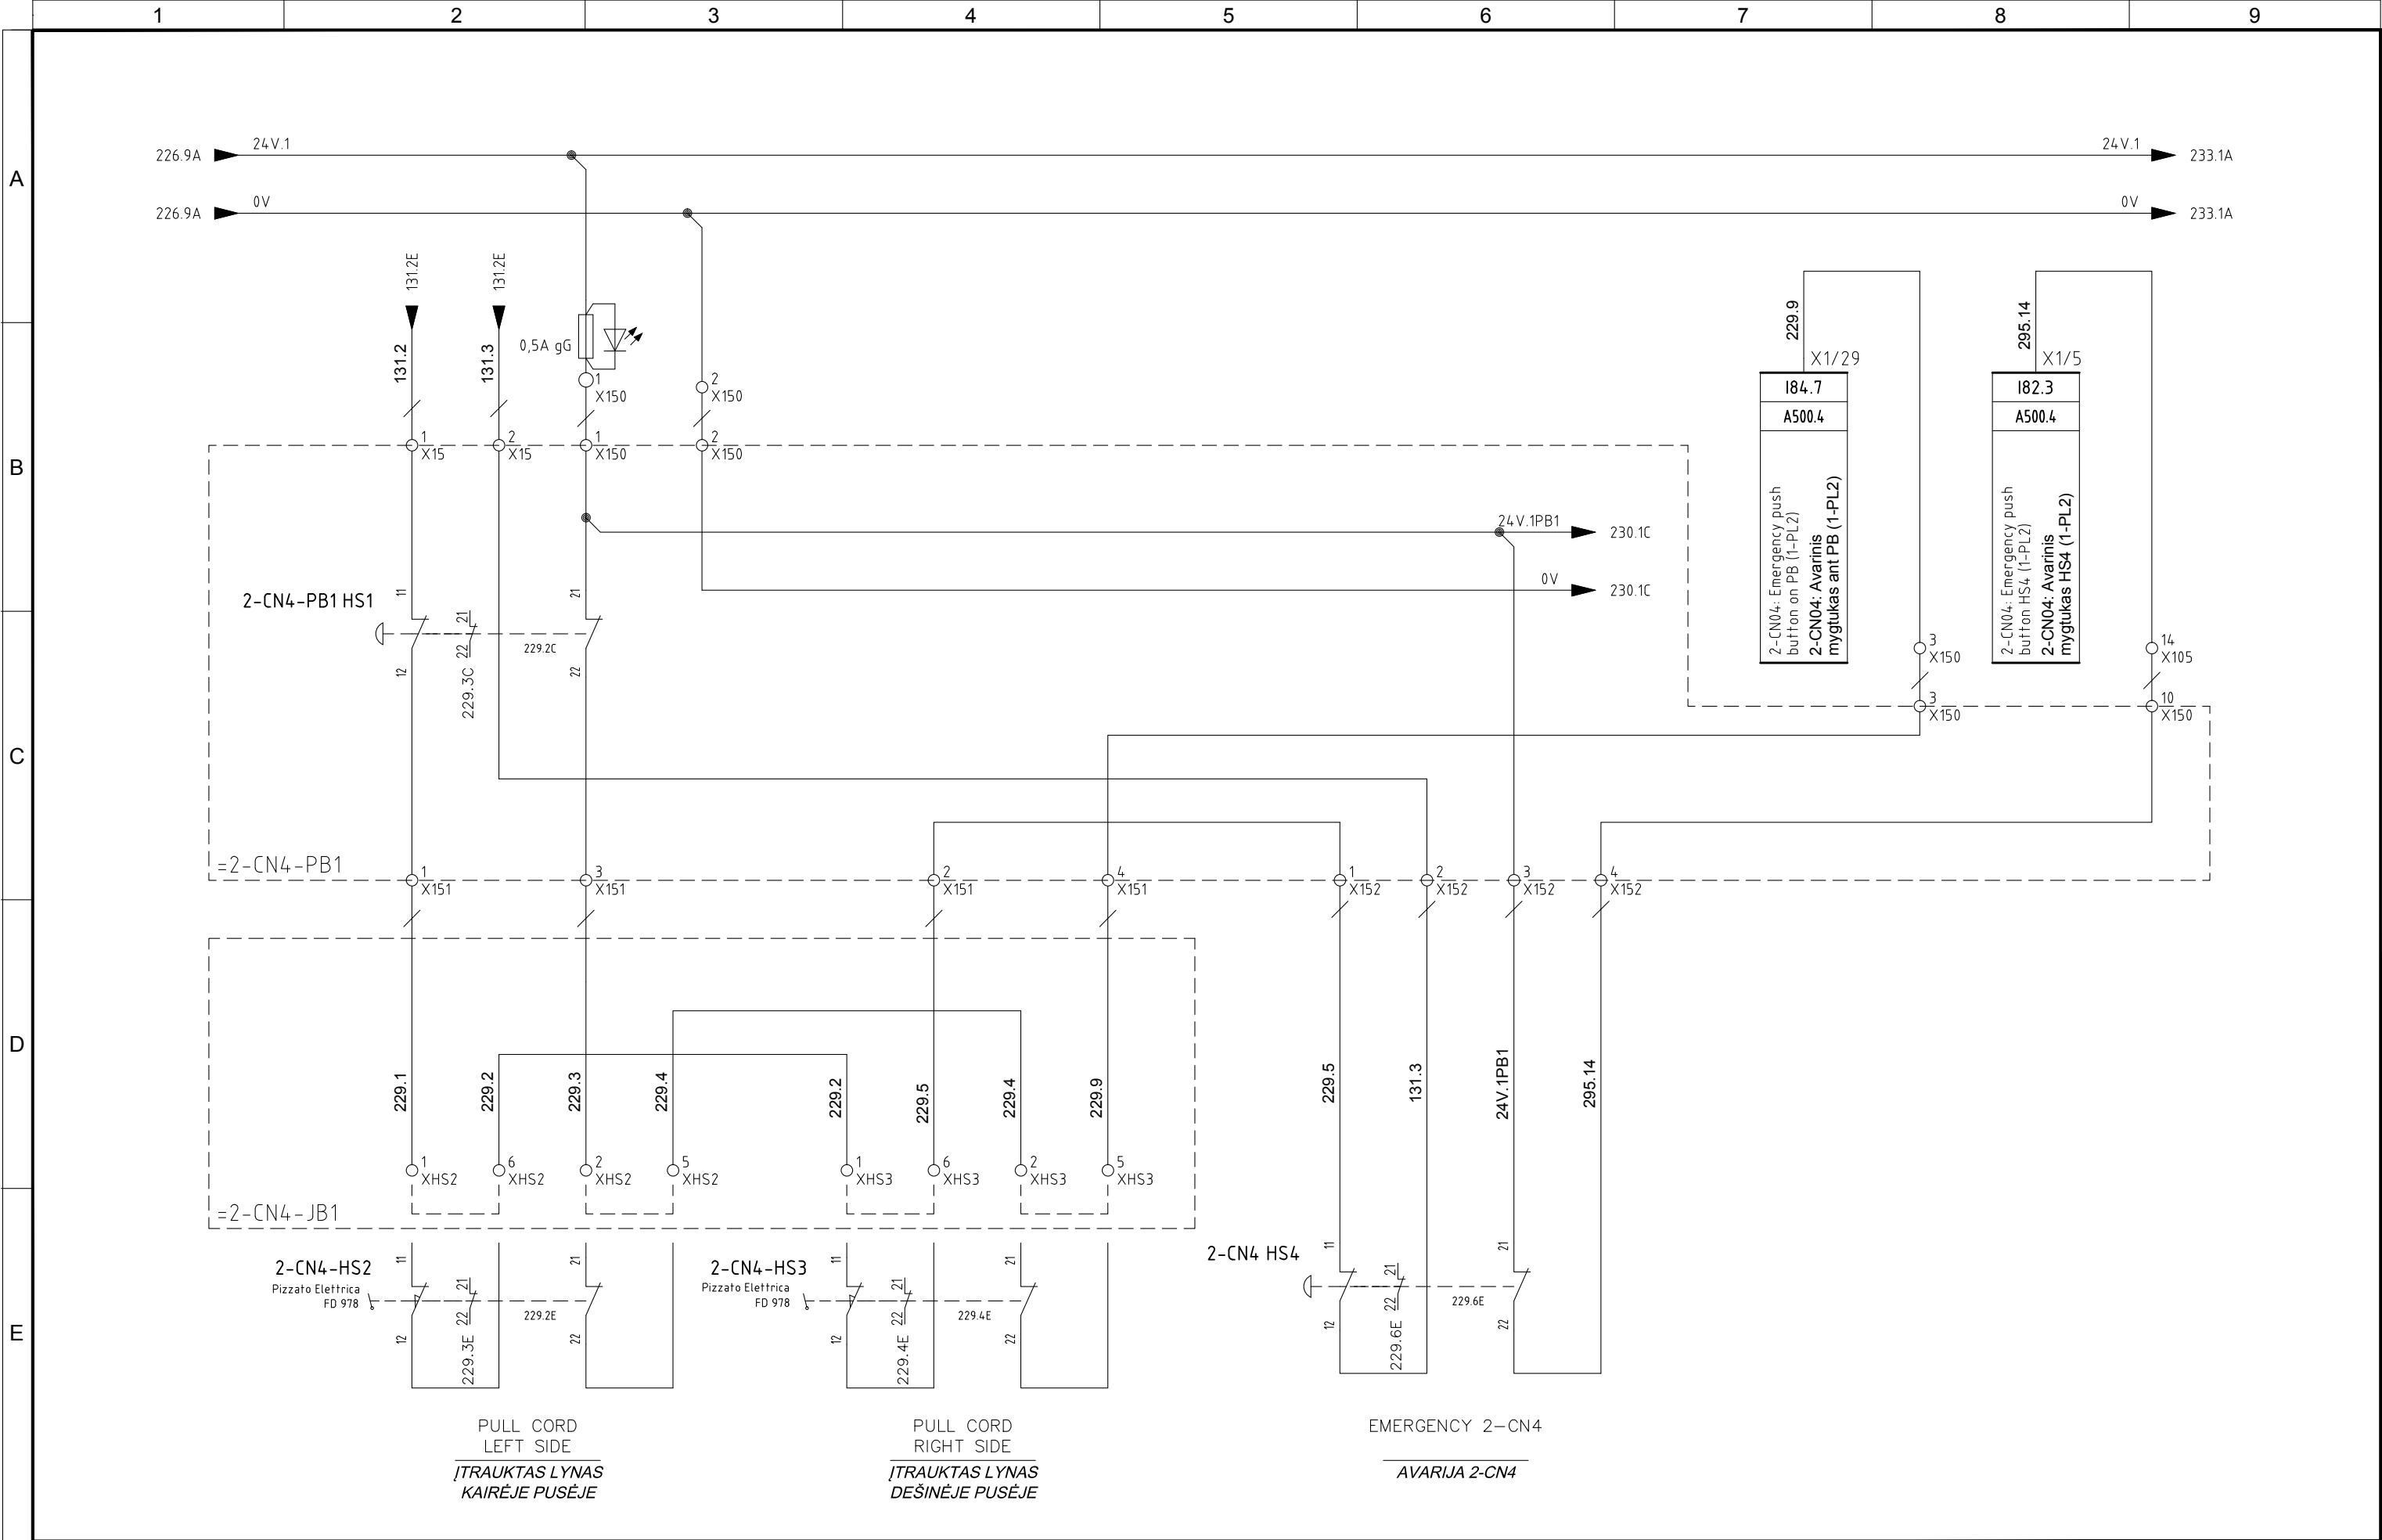 1 2 3 4 5 6 7 8 9
A
B
C
D
E
226.9A 24V.1 24V.1 233.1A
226.9A 0V 0V 233.1A
131.2E 131.2E
131.2 131.3
0,5A gG
1
X150
2
X150
1
X15
2
X15
1
X150
2
X150
24V.1PB1 230.1C
0V 230.1C
229.9
X1/29
I84.7
A500.4
2-CN04: Emergency push
button on PB (1-PL2)
2-CN04: Avarinis
mygtukas ant PB (1-PL2)
295.14
X1/5
I82.3
A500.4
2-CN04: Emergency push
button HS4 (1-PL2)
2-CN04: Avarinis
mygtukas HS4 (1-PL2)
3
X150
14
X105
3
X150
10
X150
2-CN4-PB1 HS1
11
12
21
22
229.3C
229.2C
21
22
=2-CN4-PB1
1
X151
3
X151
2
X151
4
X151
1
X152
2
X152
3
X152
4
X152
229.1 229.2 229.3 229.4 229.2 229.5 229.4 229.9 229.5 131.3 24V.1PB1 295.14
1
XHS2
6
XHS2
2
XHS2
5
XHS2
1
XHS3
6
XHS3
2
XHS3
5
XHS3
=2-CN4-JB1
2-CN4-HS2
Pizzato Elettrica
FD 978
11
12
21
22
229.3E
229.2E
21
22
2-CN4-HS3
Pizzato Elettrica
FD 978
11
12
21
22
229.4E
229.4E
21
22
2-CN4 HS4
11
12
21
22
229.6E
229.6E
21
22
PULL CORD
LEFT SIDE
ĮTRAUKTAS LYNAS
KAIRĖJE PUSĖJE
PULL CORD
RIGHT SIDE
ĮTRAUKTAS LYNAS
DEŠINĖJE PUSĖJE
EMERGENCY 2-CN4
AVARIJA 2-CN4